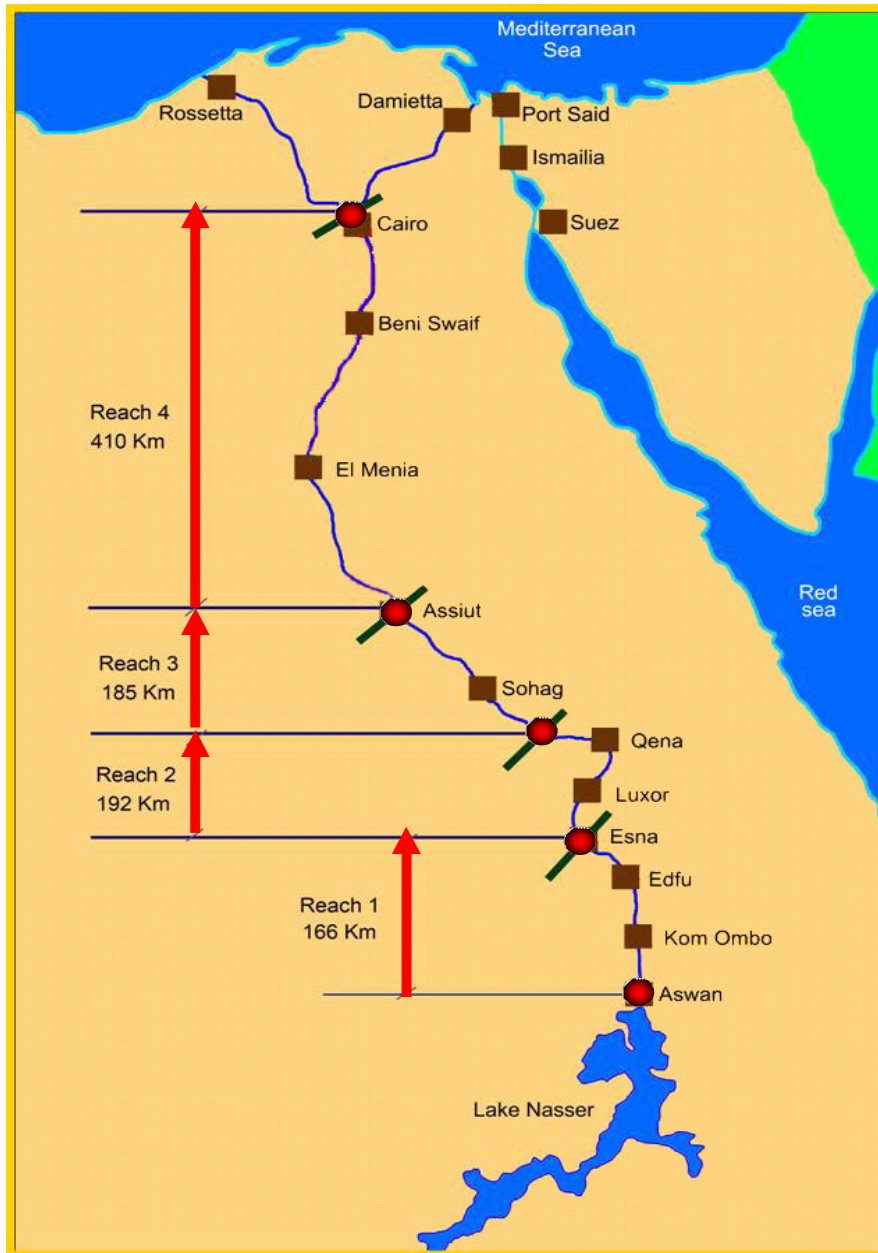 Mediterranean
Sea
Rossetta
Damietta
Port Said
Ismailia
Cairo
Suez
Beni Swaif
Reach 4
410 Km
El Menia
Red
sea
Assiut
Reach 3
185 Km
Sohag
Qena
Reach 2
192 Km
Luxor
Esna
Edfu
Reach 1
166 Km
Kom Ombo
Aswan
Lake Nasser